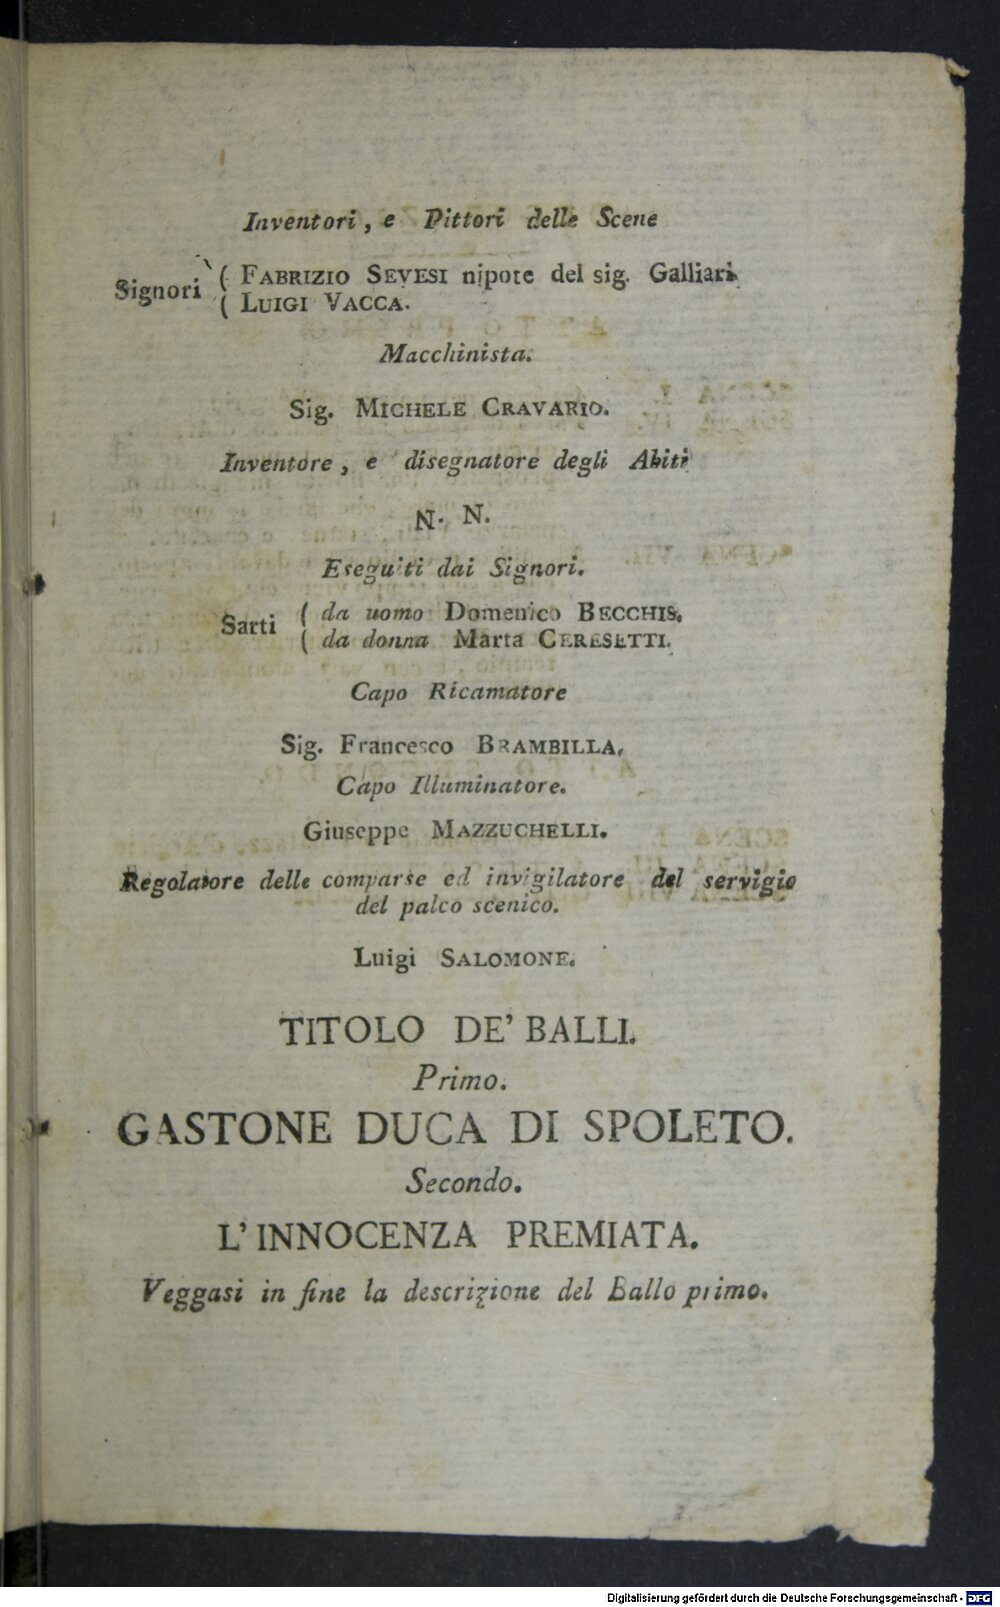 Inventori, e Pittori delle Scene
Signori ( FABRIZIO SEVESI nipote del sig. Galliari.
( LUIGI VACCA.
Macchinista.
Sig. MICHELE CRAVARIO.
Inventore, e disegnatore degli Abiti
N. N.
Eseguiti dai Signori.
Sarti ( da uomo Domenico BECCHIS.
( da donna Marta CERESETTI.
Capo Ricamatore
Sig. Francesco BRAMBILLA.
Capo Illuminatore.
Giuseppe MAZZUCHELLI.
Regolatore delle comparse ed invigilatore del servigio
del palco scenico.
Luigi SALOMONE.
TITOLO DE' BALLI.
Primo.
GASTONE DUCA DI SPOLETO.
Secondo.
L'INNOCENZA PREMIATA.
Veggasi in fine la descrizione del Ballo primo.
Digitalisierung gefördert durch die Deutsche Forschungsgemeinschaft - DFG